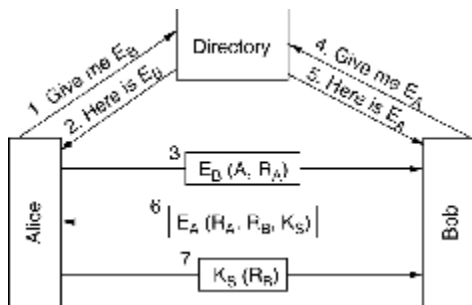 Directory
1. Give me E_B
2. Here is E_B
4. Give me E_A
5. Here is E_A
3
E_B (A, R_A)
6
E_A (R_A, R_B, K_S)
7
K_S (R_B)
Alice
Bob